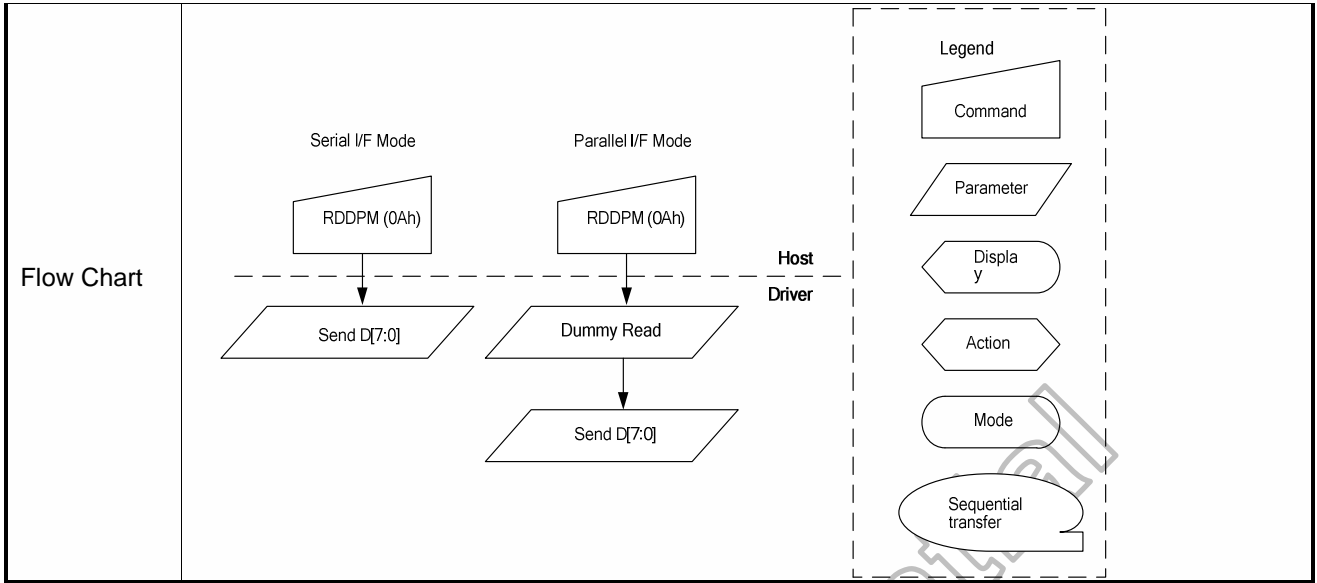 Flow Chart
Serial I/F Mode
Parallel I/F Mode
RDDPM (0Ah)
RDDPM (0Ah)
Host
Driver
Send D[7:0]
Dummy Read
Send D[7:0]
Legend
Command
Parameter
Displa
y
Action
Mode
Sequential
transfer